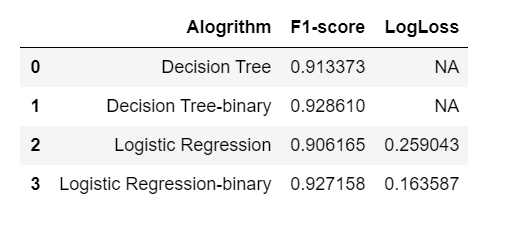 Alogrithm F1-score LogLoss
0 Decision Tree 0.913373 NA
1 Decision Tree-binary 0.928610 NA
2 Logistic Regression 0.906165 0.259043
3 Logistic Regression-binary 0.927158 0.163587